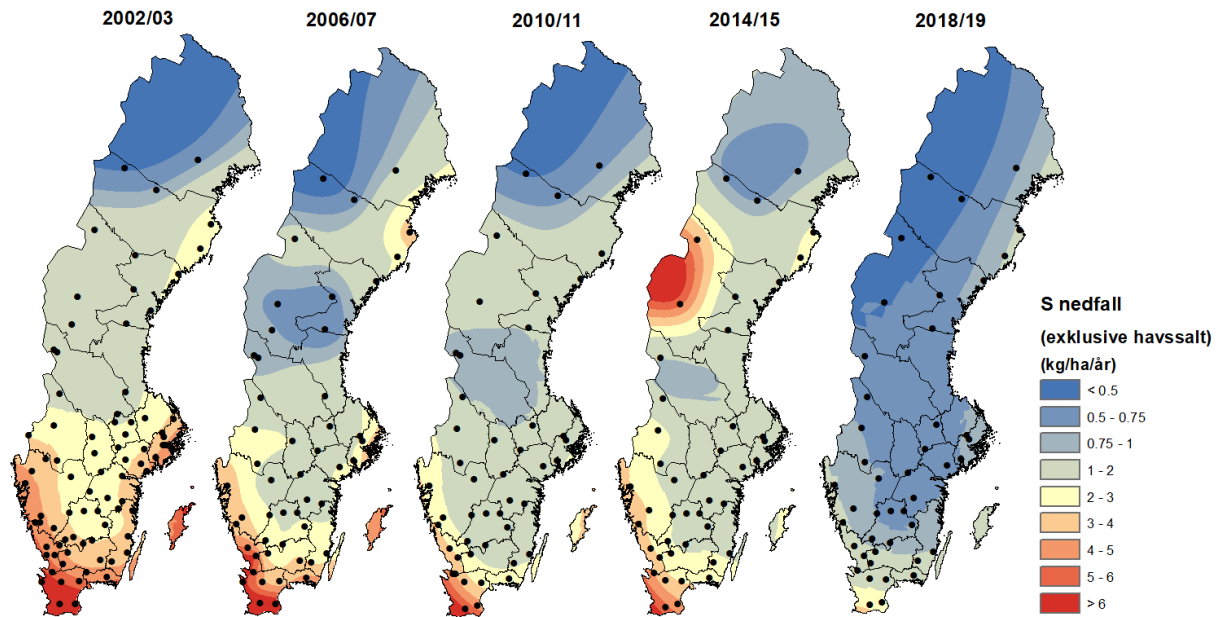 2002/03
2006/07
2010/11
2014/15
2018/19
S nedfall
(exklusive havssalt)
(kg/ha/år)
< 0.5
0.5 - 0.75
0.75 - 1
1 - 2
2 - 3
3 - 4
4 - 5
5 - 6
> 6